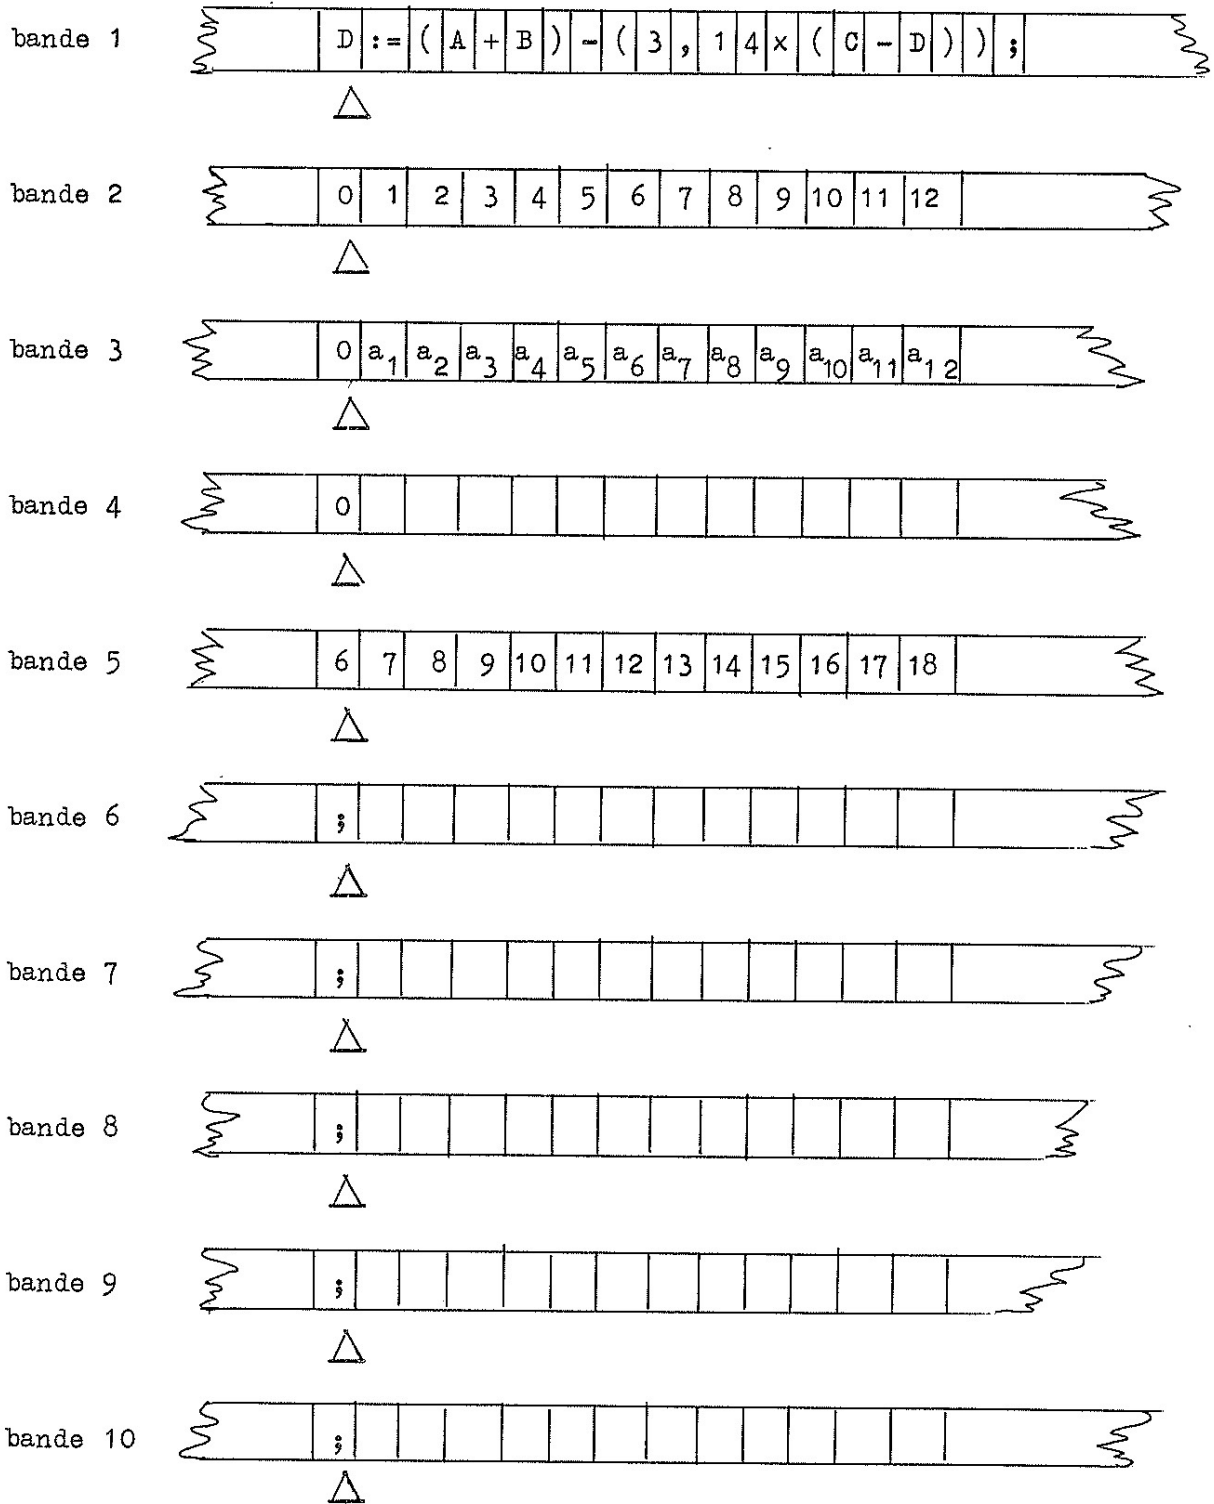 bande 1 D := ( A + B ) - ( 3 , 1 4 x ( C - D ) ) ;
bande 2 0 1 2 3 4 5 6 7 8 9 10 11 12
bande 3 0 a1 a2 a3 a4 a5 a6 a7 a8 a9 a10 a11 a12
bande 4 0
bande 5 6 7 8 9 10 11 12 13 14 15 16 17 18
bande 6 ;
bande 7 ;
bande 8 ;
bande 9 ;
bande 10 ;